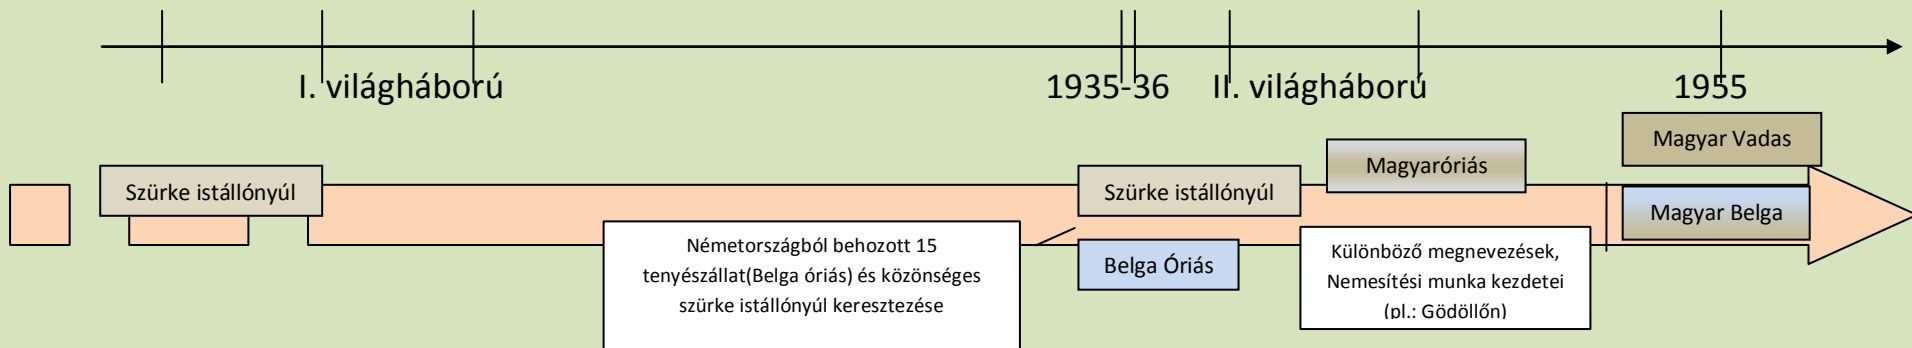 I. világháború
1935-36
II. világháború
1955
Magyar Vadas
Szürke istállónyúl
Szürke istállónyúl
Magyaróriás
Magyar Belga
Németországból behozott 15
tenyészállat(Belga óriás) és közönséges
szürke istállónyúl keresztezése
Belga Óriás
Különböző megnevezések,
Nemesítési munka kezdetei
(pl.: Gödöllőn)